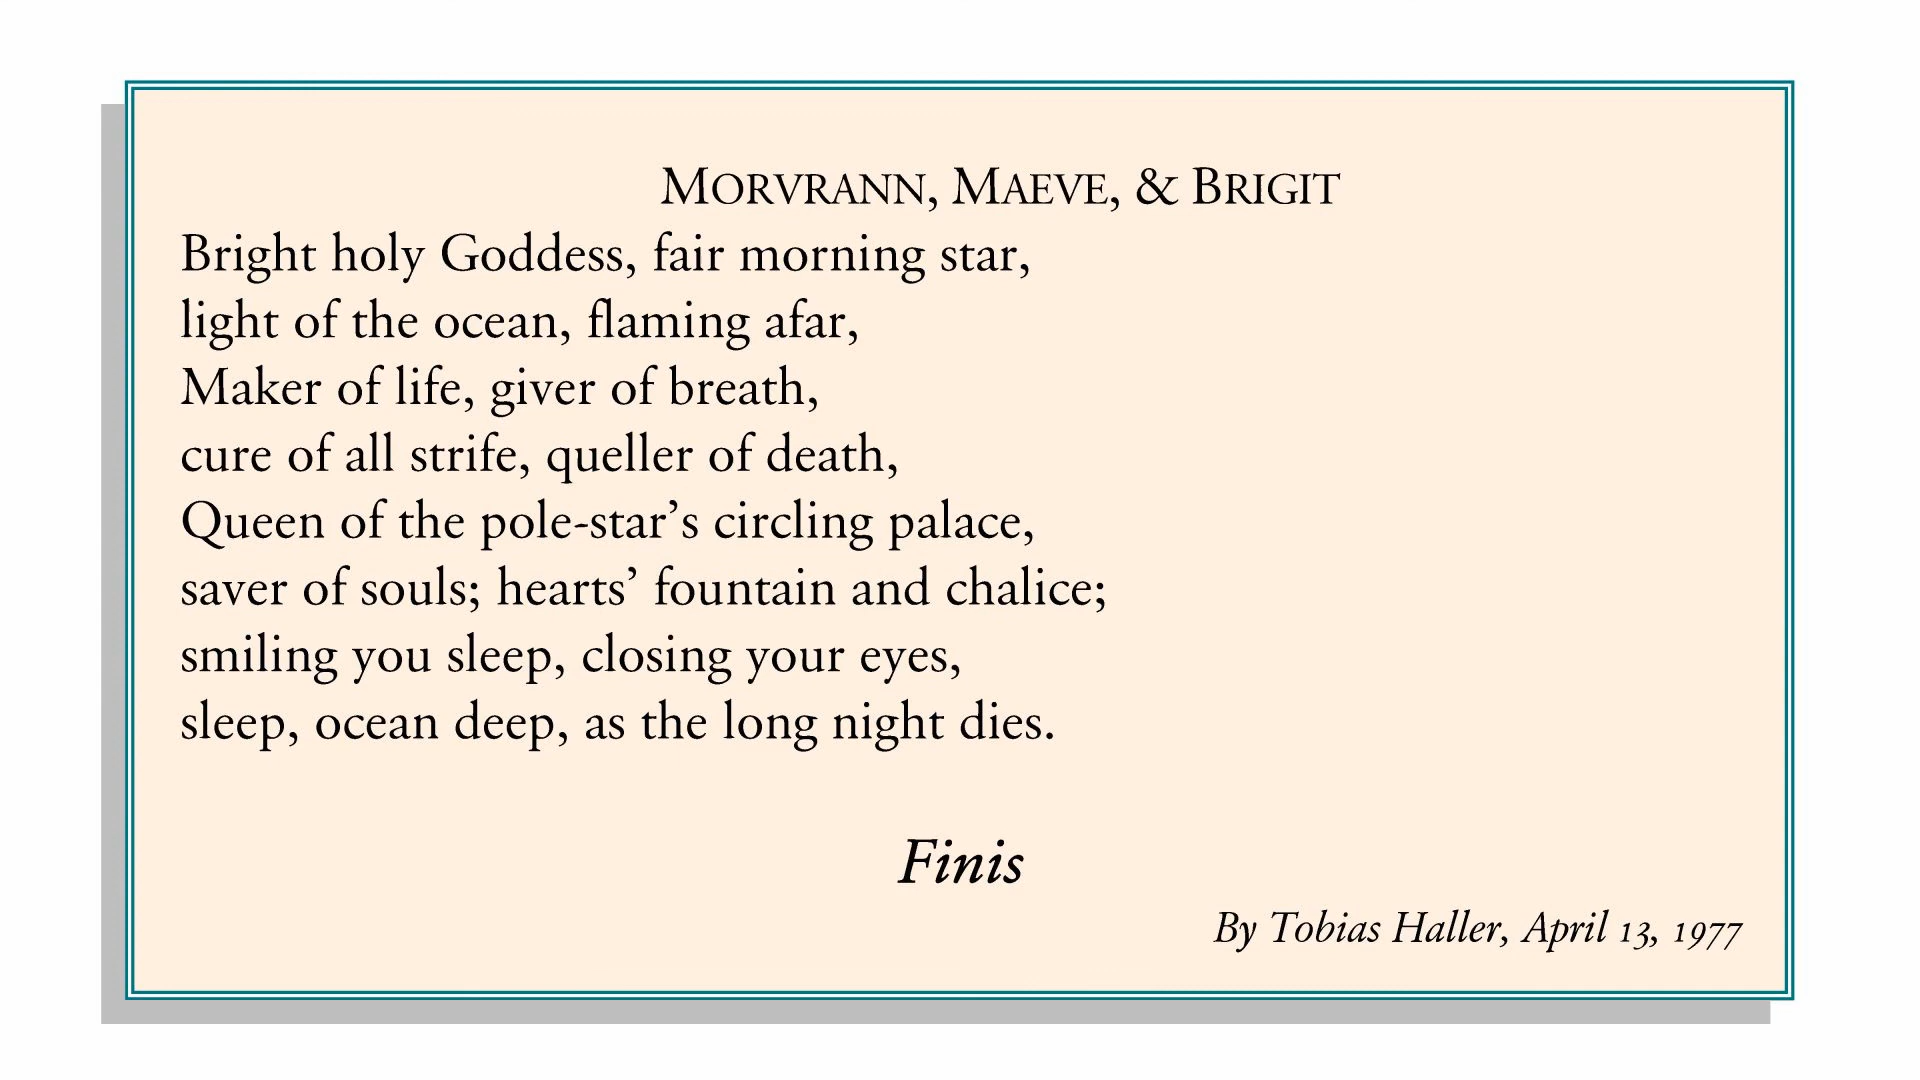 MORVRANN, MAEVE, & BRIGIT
Bright holy Goddess, fair morning star,
light of the ocean, flaming afar,
Maker of life, giver of breath,
cure of all strife, queller of death,
Queen of the pole-star’s circling palace,
saver of souls; hearts’ fountain and chalice;
smiling you sleep, closing your eyes,
sleep, ocean deep, as the long night dies.
Finis
By Tobias Haller, April 13, 1977